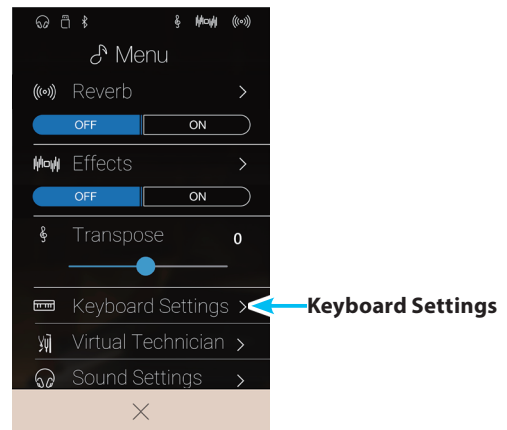 Menu
Reverb
OFF ON
Effects
OFF ON
Transpose 0
Keyboard Settings
Keyboard Settings
Virtual Technician
Sound Settings